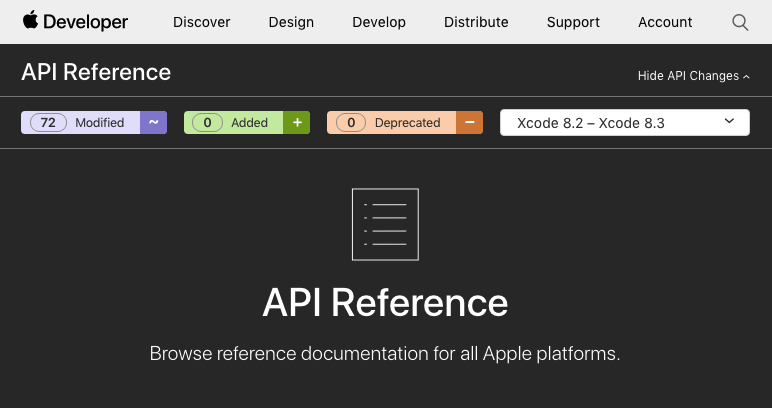 Developer Discover Design Develop Distribute Support Account
API Reference Hide API Changes
72 Modified ~ 0 Added + 0 Deprecated − Xcode 8.2 – Xcode 8.3
API Reference
Browse reference documentation for all Apple platforms.